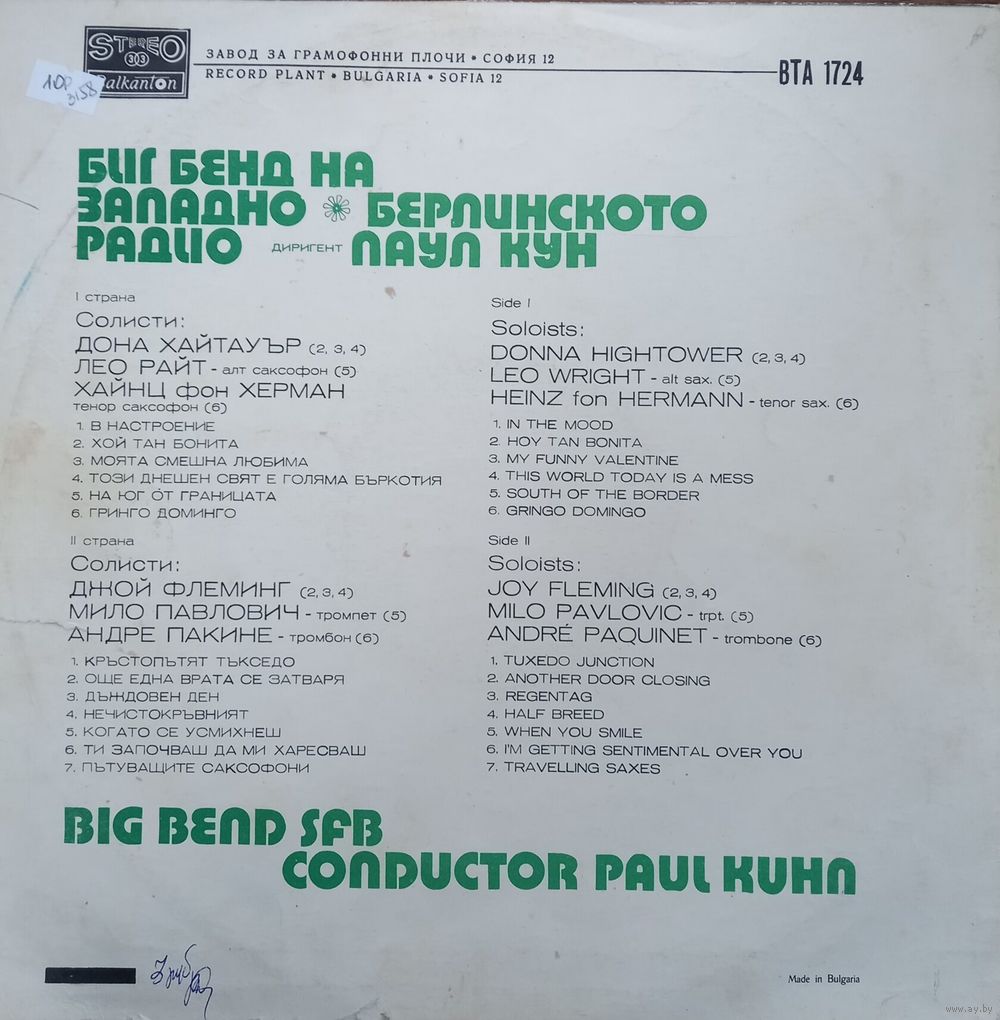 STEREO
303
Balkanton
10P
3158
ЗАВОД ЗА ГРАМОФОННИ ПЛОЧИ • СОФИЯ 12
RECORD PLANT • BULGARIA • SOFIA 12
ВТА 1724
БИГ БЕНД НА
ЗАПАДНО БЕРЛИНСКОТО
РАДИО ДИРИГЕНТ ПАУЛ КУН
I страна
Солисти:
ДОНА ХАЙТАУЪР (2, 3, 4)
ЛЕО РАЙТ - алт саксофон (5)
ХАЙНЦ фон ХЕРМАН
тенор саксофон (6)
1. В НАСТРОЕНИЕ
2. ХОЙ ТАН БОНИТА
3. МОЯТА СМЕШНА ЛЮБИМА
4. ТОЗИ ДНЕШЕН СВЯТ Е ГОЛЯМА БЪРКОТИЯ
5. НА ЮГ ОТ ГРАНИЦАТА
6. ГРИНГО ДОМИНГО
Side I
Soloists:
DONNA HIGHTOWER (2, 3, 4)
LEO WRIGHT - alt sax. (5)
HEINZ fon HERMANN - tenor sax. (6)
1. IN THE MOOD
2. HOY TAN BONITA
3. MY FUNNY VALENTINE
4. THIS WORLD TODAY IS A MESS
5. SOUTH OF THE BORDER
6. GRINGO DOMINGO
II страна
Солисти:
ДЖОЙ ФЛЕМИНГ (2, 3, 4)
МИЛО ПАВЛОВИЧ - тромпет (5)
АНДРЕ ПАКИНЕ - тромбон (6)
1. КРЪСТОПЪТЯТ ТЪКСЕДО
2. ОЩЕ ЕДНА ВРАТА СЕ ЗАТВАРЯ
3. ДЪЖДОВЕН ДЕН
4. НЕЧИСТОКРЪВНИЯТ
5. КОГАТО СЕ УСМИХНЕШ
6. ТИ ЗАПОЧВАШ ДА МИ ХАРЕСВАШ
7. ПЪТУВАЩИТЕ САКСОФОНИ
Side II
Soloists:
JOY FLEMING (2, 3, 4)
MILO PAVLOVIC - trpt. (5)
ANDRÉ PAQUINET - trombone (6)
1. TUXEDO JUNCTION
2. ANOTHER DOOR CLOSING
3. REGENTAG
4. HALF BREED
5. WHEN YOU SMILE
6. I'M GETTING SENTIMENTAL OVER YOU
7. TRAVELLING SAXES
BIG BEND SFB
CONDUCTOR PAUL KUHN
Made in Bulgaria
www.ay.by